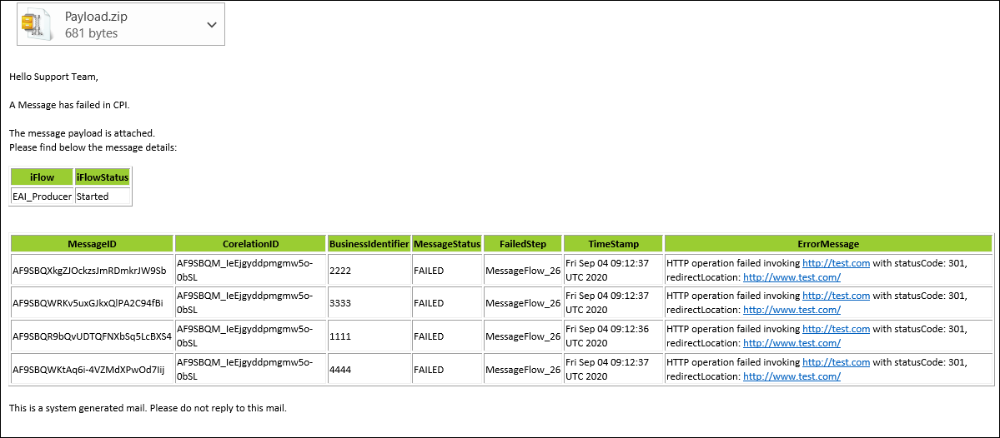 Payload.zip
681 bytes
Hello Support Team,
A Message has failed in CPI.
The message payload is attached.
Please find below the message details:
iFlow iFlowStatus
EAI_Producer Started
MessageID CorelationID BusinessIdentifier MessageStatus FailedStep TimeStamp ErrorMessage
AF9SBQXkgZJOckzsJmRDmkrJW9Sb AF9SBQM_IeEjgyddpmgmw5o- 2222 FAILED MessageFlow_26 Fri Sep 04 09:12:37 HTTP operation failed invoking http://test.com with statusCode: 301,
0bSL UTC 2020 redirectLocation: http://www.test.com/
AF9SBQWRKv5uxGJkxQlPA2C94fBi AF9SBQM_IeEjgyddpmgmw5o- 3333 FAILED MessageFlow_26 Fri Sep 04 09:12:37 HTTP operation failed invoking http://test.com with statusCode: 301,
0bSL UTC 2020 redirectLocation: http://www.test.com/
AF9SBQR9bQvUDTQFNXbSq5LcBXS4 AF9SBQM_IeEjgyddpmgmw5o- 1111 FAILED MessageFlow_26 Fri Sep 04 09:12:36 HTTP operation failed invoking http://test.com with statusCode: 301,
0bSL UTC 2020 redirectLocation: http://www.test.com/
AF9SBQWKtAq6i-4VZMdXPwOd7Iij AF9SBQM_IeEjgyddpmgmw5o- 4444 FAILED MessageFlow_26 Fri Sep 04 09:12:37 HTTP operation failed invoking http://test.com with statusCode: 301,
0bSL UTC 2020 redirectLocation: http://www.test.com/
This is a system generated mail. Please do not reply to this mail.